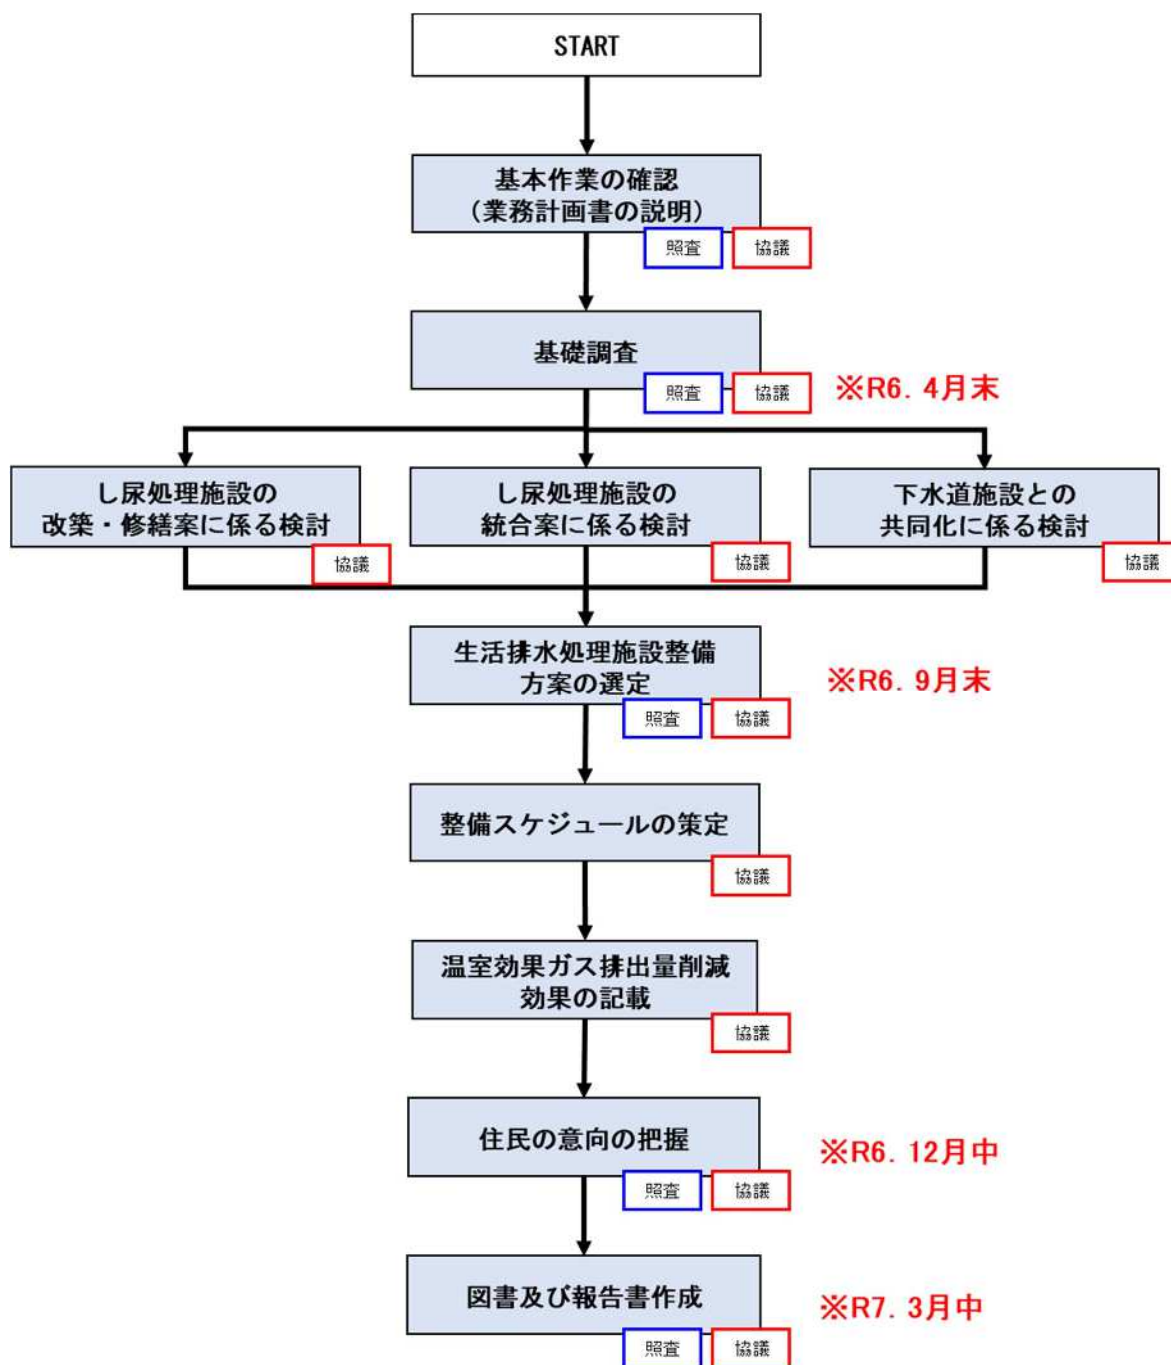 START
基本作業の確認
（業務計画書の説明）
照査
協議
基礎調査
照査
協議
※R6. 4月末
し尿処理施設の
改築・修繕案に係る検討
協議
し尿処理施設の
統合案に係る検討
協議
下水道施設との
共同化に係る検討
協議
生活排水処理施設整備
方案の選定
照査
協議
※R6. 9月末
整備スケジュールの策定
協議
温室効果ガス排出量削減
効果の記載
協議
住民の意向の把握
照査
協議
※R6. 12月中
図書及び報告書作成
照査
協議
※R7. 3月中